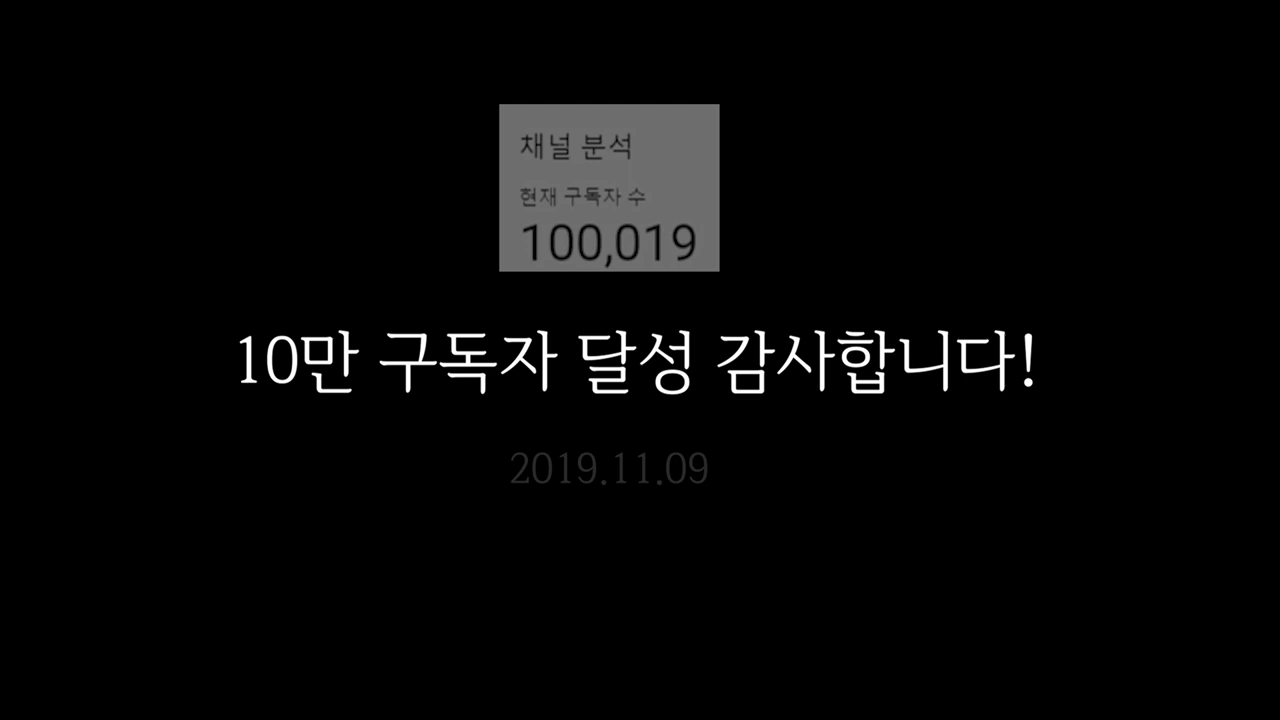 채널 분석
현재 구독자 수
100,019
10만 구독자 달성 감사합니다!
2019.11.09